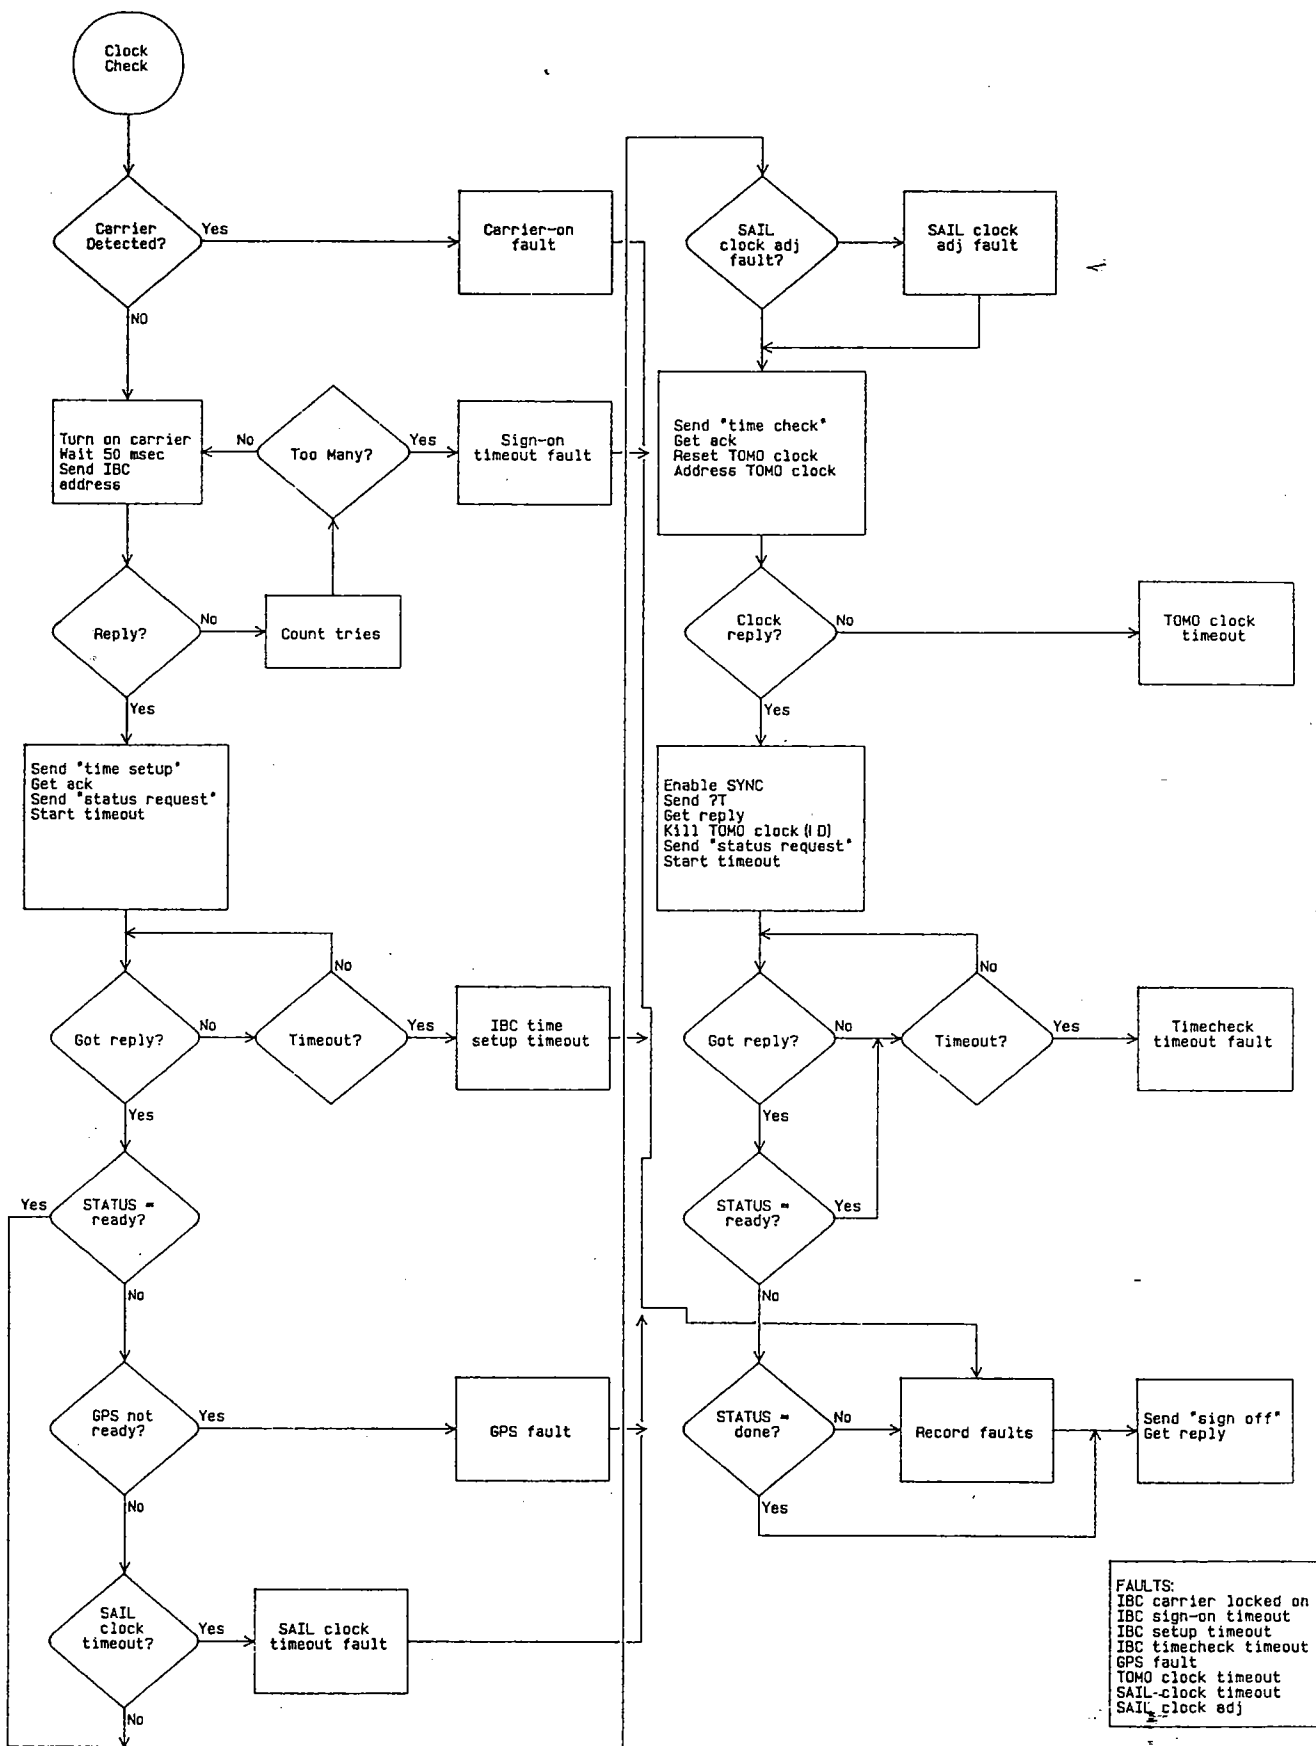 Clock
Check
Carrier
Detected?
Yes
NO
Carrier-on
fault
Turn on carrier
Wait 50 msec
Send IBC
address
No
Too Many?
Yes
Sign-on
timeout fault
Reply?
No
Count tries
Yes
Send "time setup"
Get ack
Send "status request"
Start timeout
Got reply?
No
Timeout?
No
Yes
IBC time
setup timeout
Yes
Yes
STATUS =
ready?
No
GPS not
ready?
Yes
GPS fault
No
SAIL
clock
timeout?
Yes
SAIL clock
timeout fault
No
SAIL
clock adj
fault?
SAIL clock
adj fault
Send "time check"
Get ack
Reset TOMO clock
Address TOMO clock
Clock
reply?
No
TOMO clock
timeout
Yes
Enable SYNC
Send ?T
Get reply
Kill TOMO clock(I D)
Send "status request"
Start timeout
Got reply?
No
Timeout?
No
Yes
Timecheck
timeout fault
Yes
STATUS =
ready?
Yes
No
STATUS =
done?
No
Record faults
Send "sign off"
Get reply
Yes
FAULTS:
IBC carrier locked on
IBC sign-on timeout
IBC setup timeout
IBC timecheck timeout
GPS fault
TOMO clock timeout
SAIL-clock timeout
SAIL clock adj